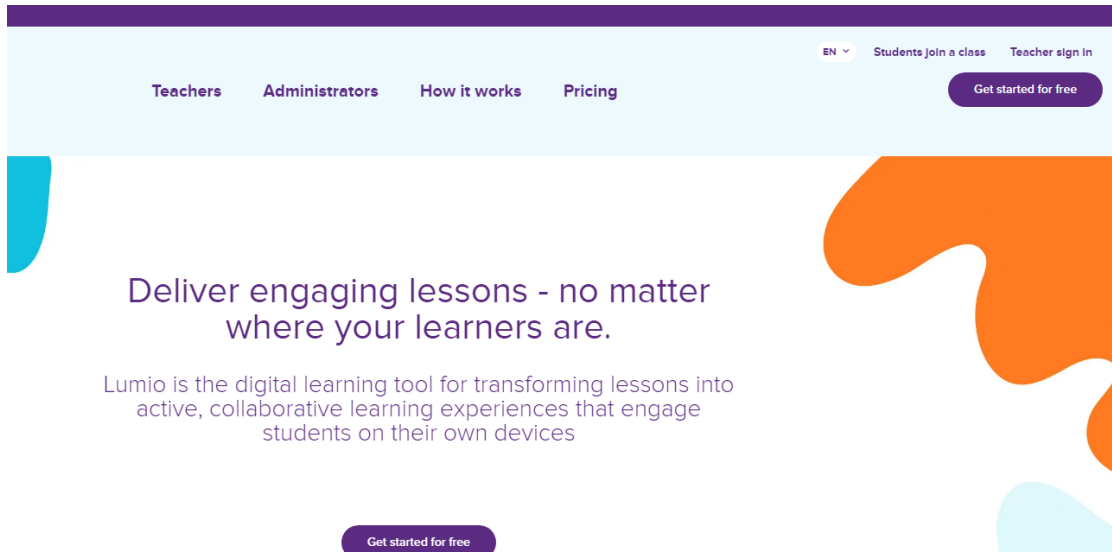 EN
Students join a class
Teacher sign in
Teachers
Administrators
How it works
Pricing
Get started for free
Deliver engaging lessons - no matter
where your learners are.
Lumio is the digital learning tool for transforming lessons into
active, collaborative learning experiences that engage
students on their own devices
Get started for free